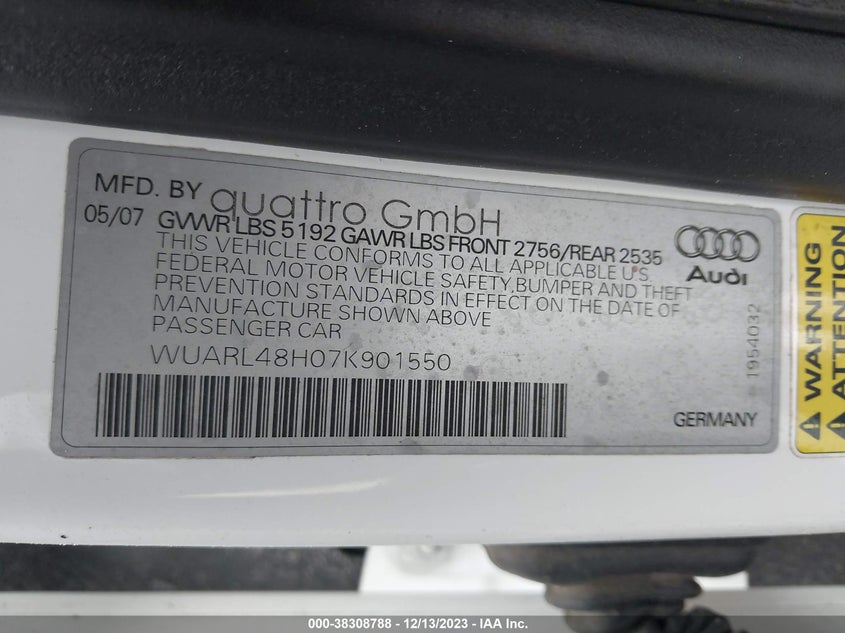 MFD. BY quattro GmbH
05/07 GVWR LBS 5192 GAWR LBS FRONT 2756/REAR 2535
THIS VEHICLE CONFORMS TO ALL APPLICABLE U.S.
FEDERAL MOTOR VEHICLE SAFETY, BUMPER AND THEFT
PREVENTION STANDARDS IN EFFECT ON THE DATE OF
MANUFACTURE SHOWN ABOVE
PASSENGER CAR
WUARL48H07K901550
Audi
1954032
GERMANY
WARNING
ATTENTION
000-38308788 - 12/13/2023 - IAA Inc.